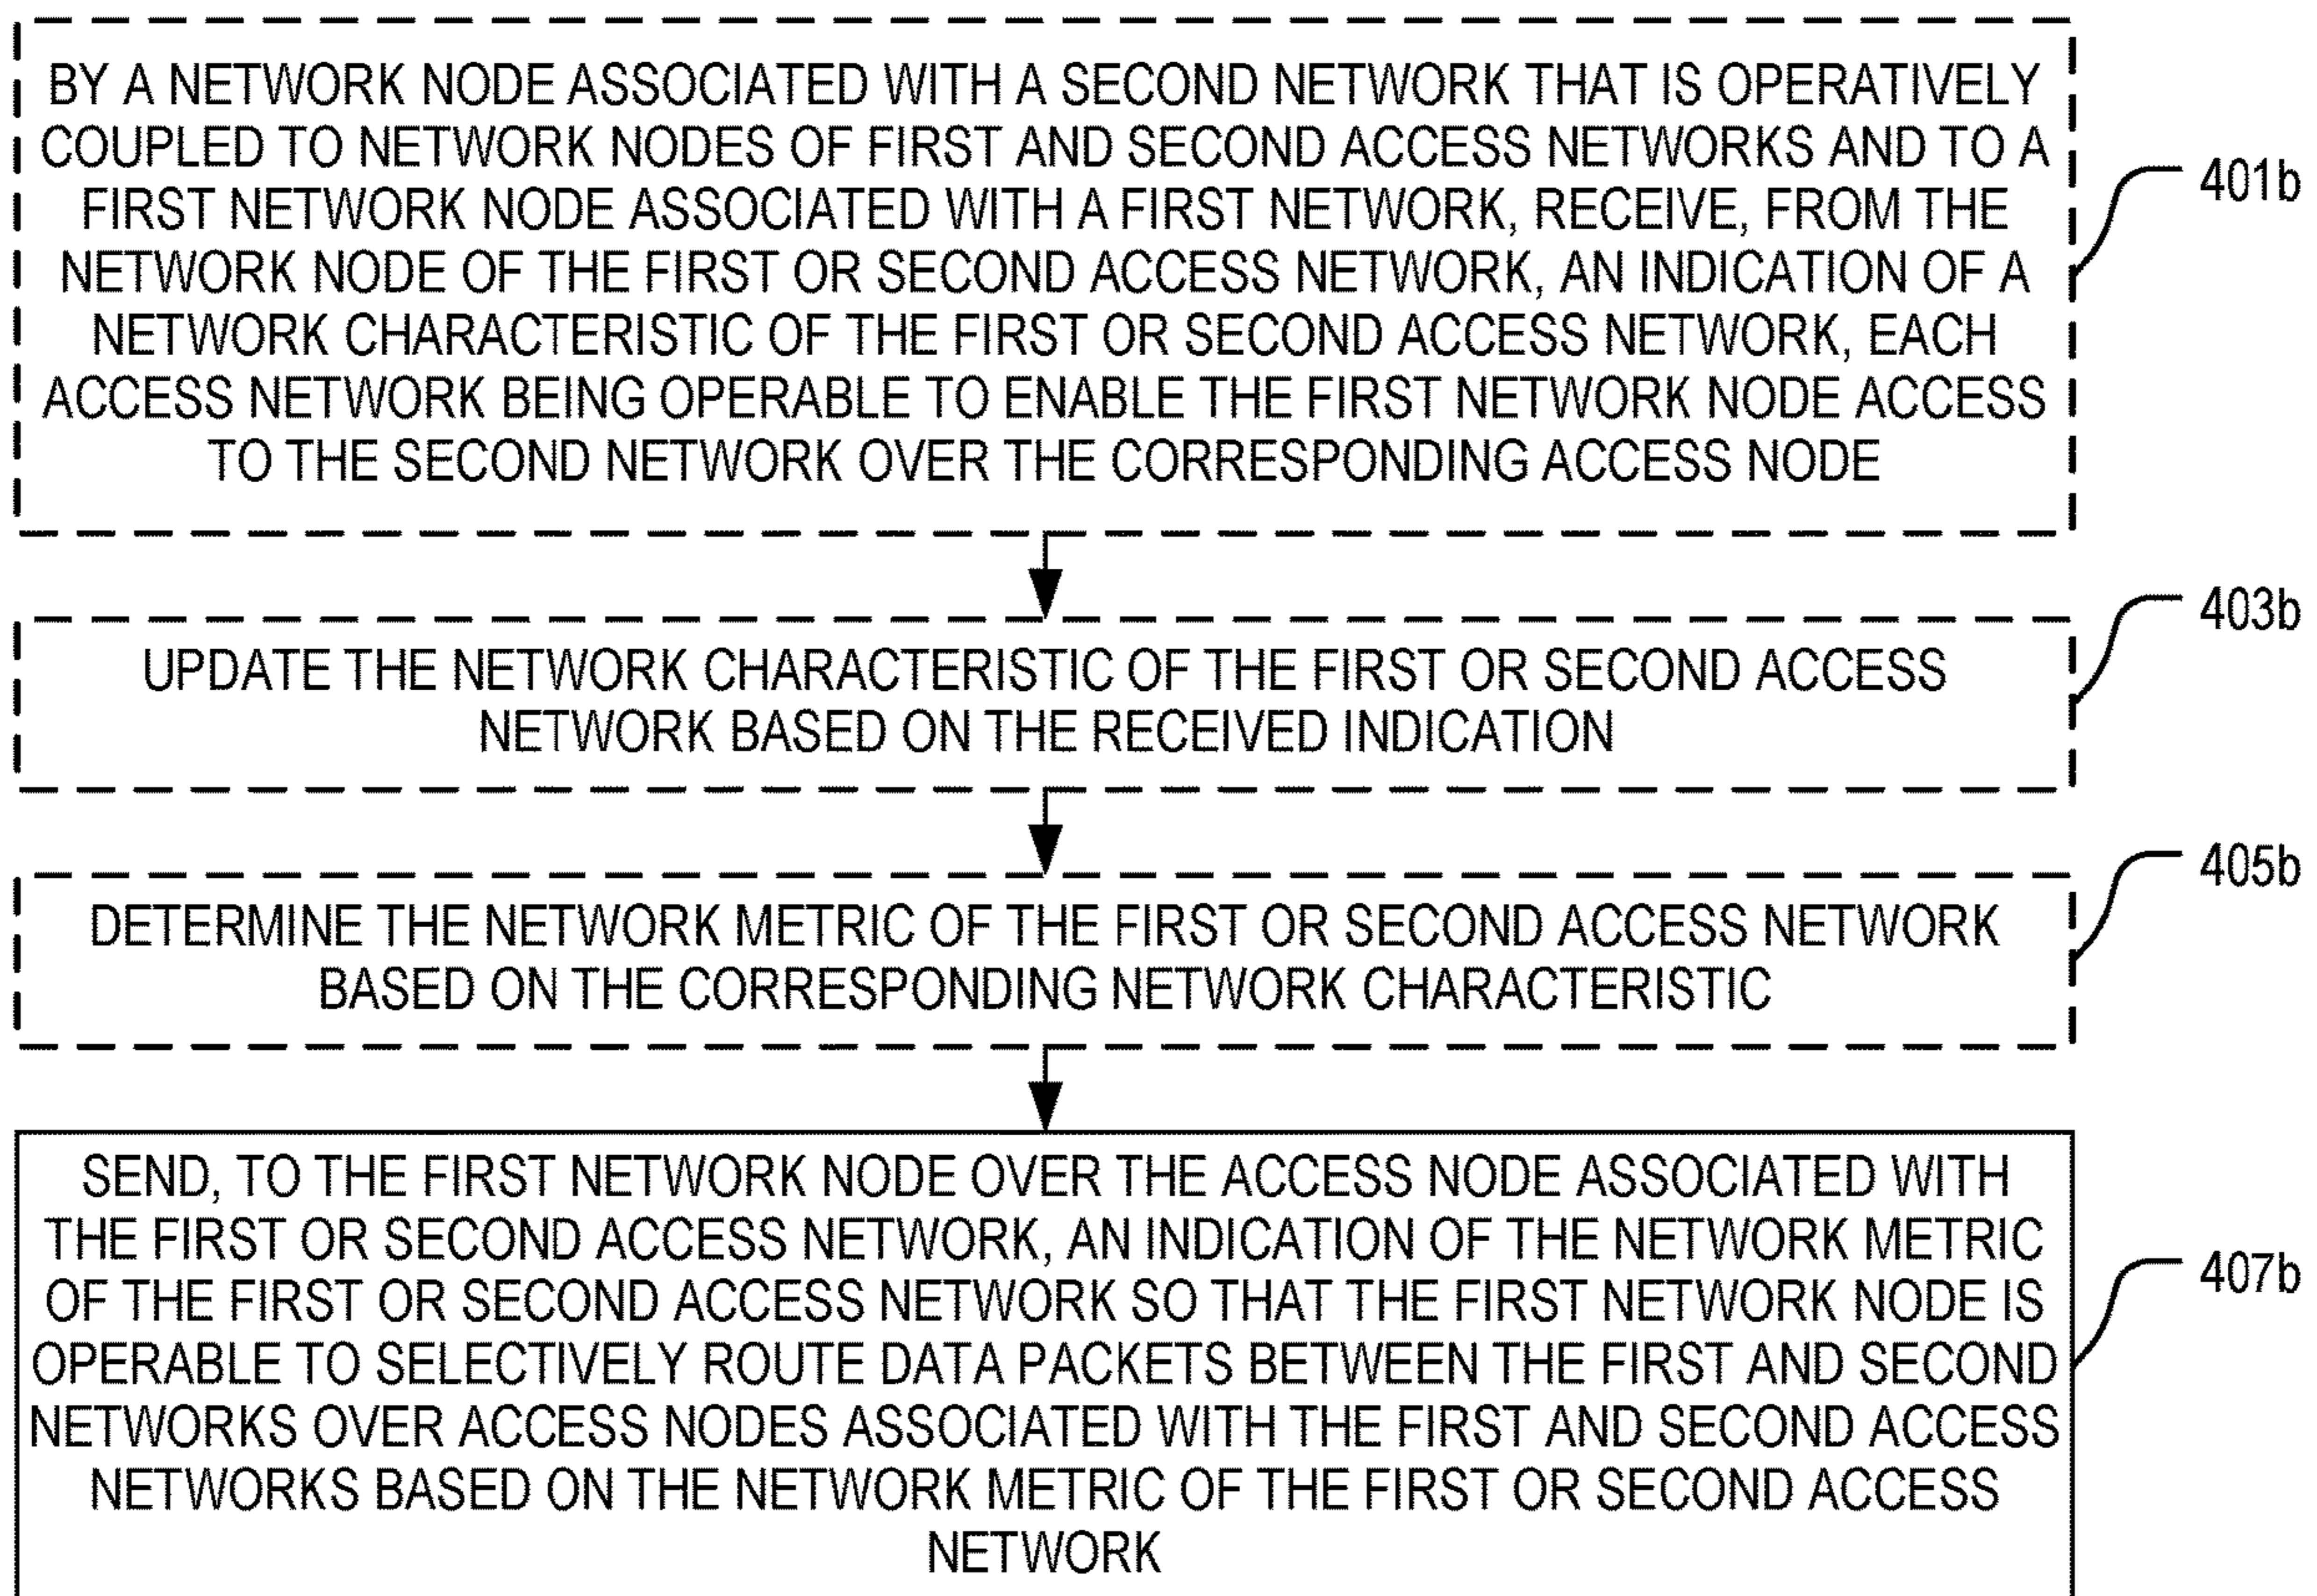 BY A NETWORK NODE ASSOCIATED WITH A SECOND NETWORK THAT IS OPERATIVELY
COUPLED TO NETWORK NODES OF FIRST AND SECOND ACCESS NETWORKS AND TO A
FIRST NETWORK NODE ASSOCIATED WITH A FIRST NETWORK, RECEIVE, FROM THE
NETWORK NODE OF THE FIRST OR SECOND ACCESS NETWORK, AN INDICATION OF A
NETWORK CHARACTERISTIC OF THE FIRST OR SECOND ACCESS NETWORK, EACH
ACCESS NETWORK BEING OPERABLE TO ENABLE THE FIRST NETWORK NODE ACCESS
TO THE SECOND NETWORK OVER THE CORRESPONDING ACCESS NODE
401b
UPDATE THE NETWORK CHARACTERISTIC OF THE FIRST OR SECOND ACCESS
NETWORK BASED ON THE RECEIVED INDICATION
403b
DETERMINE THE NETWORK METRIC OF THE FIRST OR SECOND ACCESS NETWORK
BASED ON THE CORRESPONDING NETWORK CHARACTERISTIC
405b
SEND, TO THE FIRST NETWORK NODE OVER THE ACCESS NODE ASSOCIATED WITH
THE FIRST OR SECOND ACCESS NETWORK, AN INDICATION OF THE NETWORK METRIC
OF THE FIRST OR SECOND ACCESS NETWORK SO THAT THE FIRST NETWORK NODE IS
OPERABLE TO SELECTIVELY ROUTE DATA PACKETS BETWEEN THE FIRST AND SECOND
NETWORKS OVER ACCESS NODES ASSOCIATED WITH THE FIRST AND SECOND ACCESS
NETWORKS BASED ON THE NETWORK METRIC OF THE FIRST OR SECOND ACCESS
NETWORK
407b